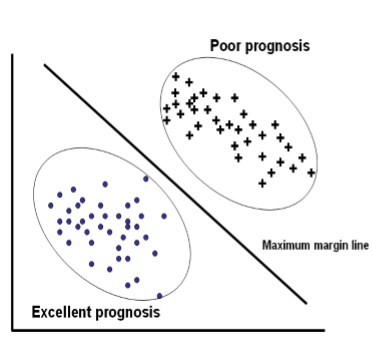 Poor prognosis
Maximum margin line
Excellent prognosis